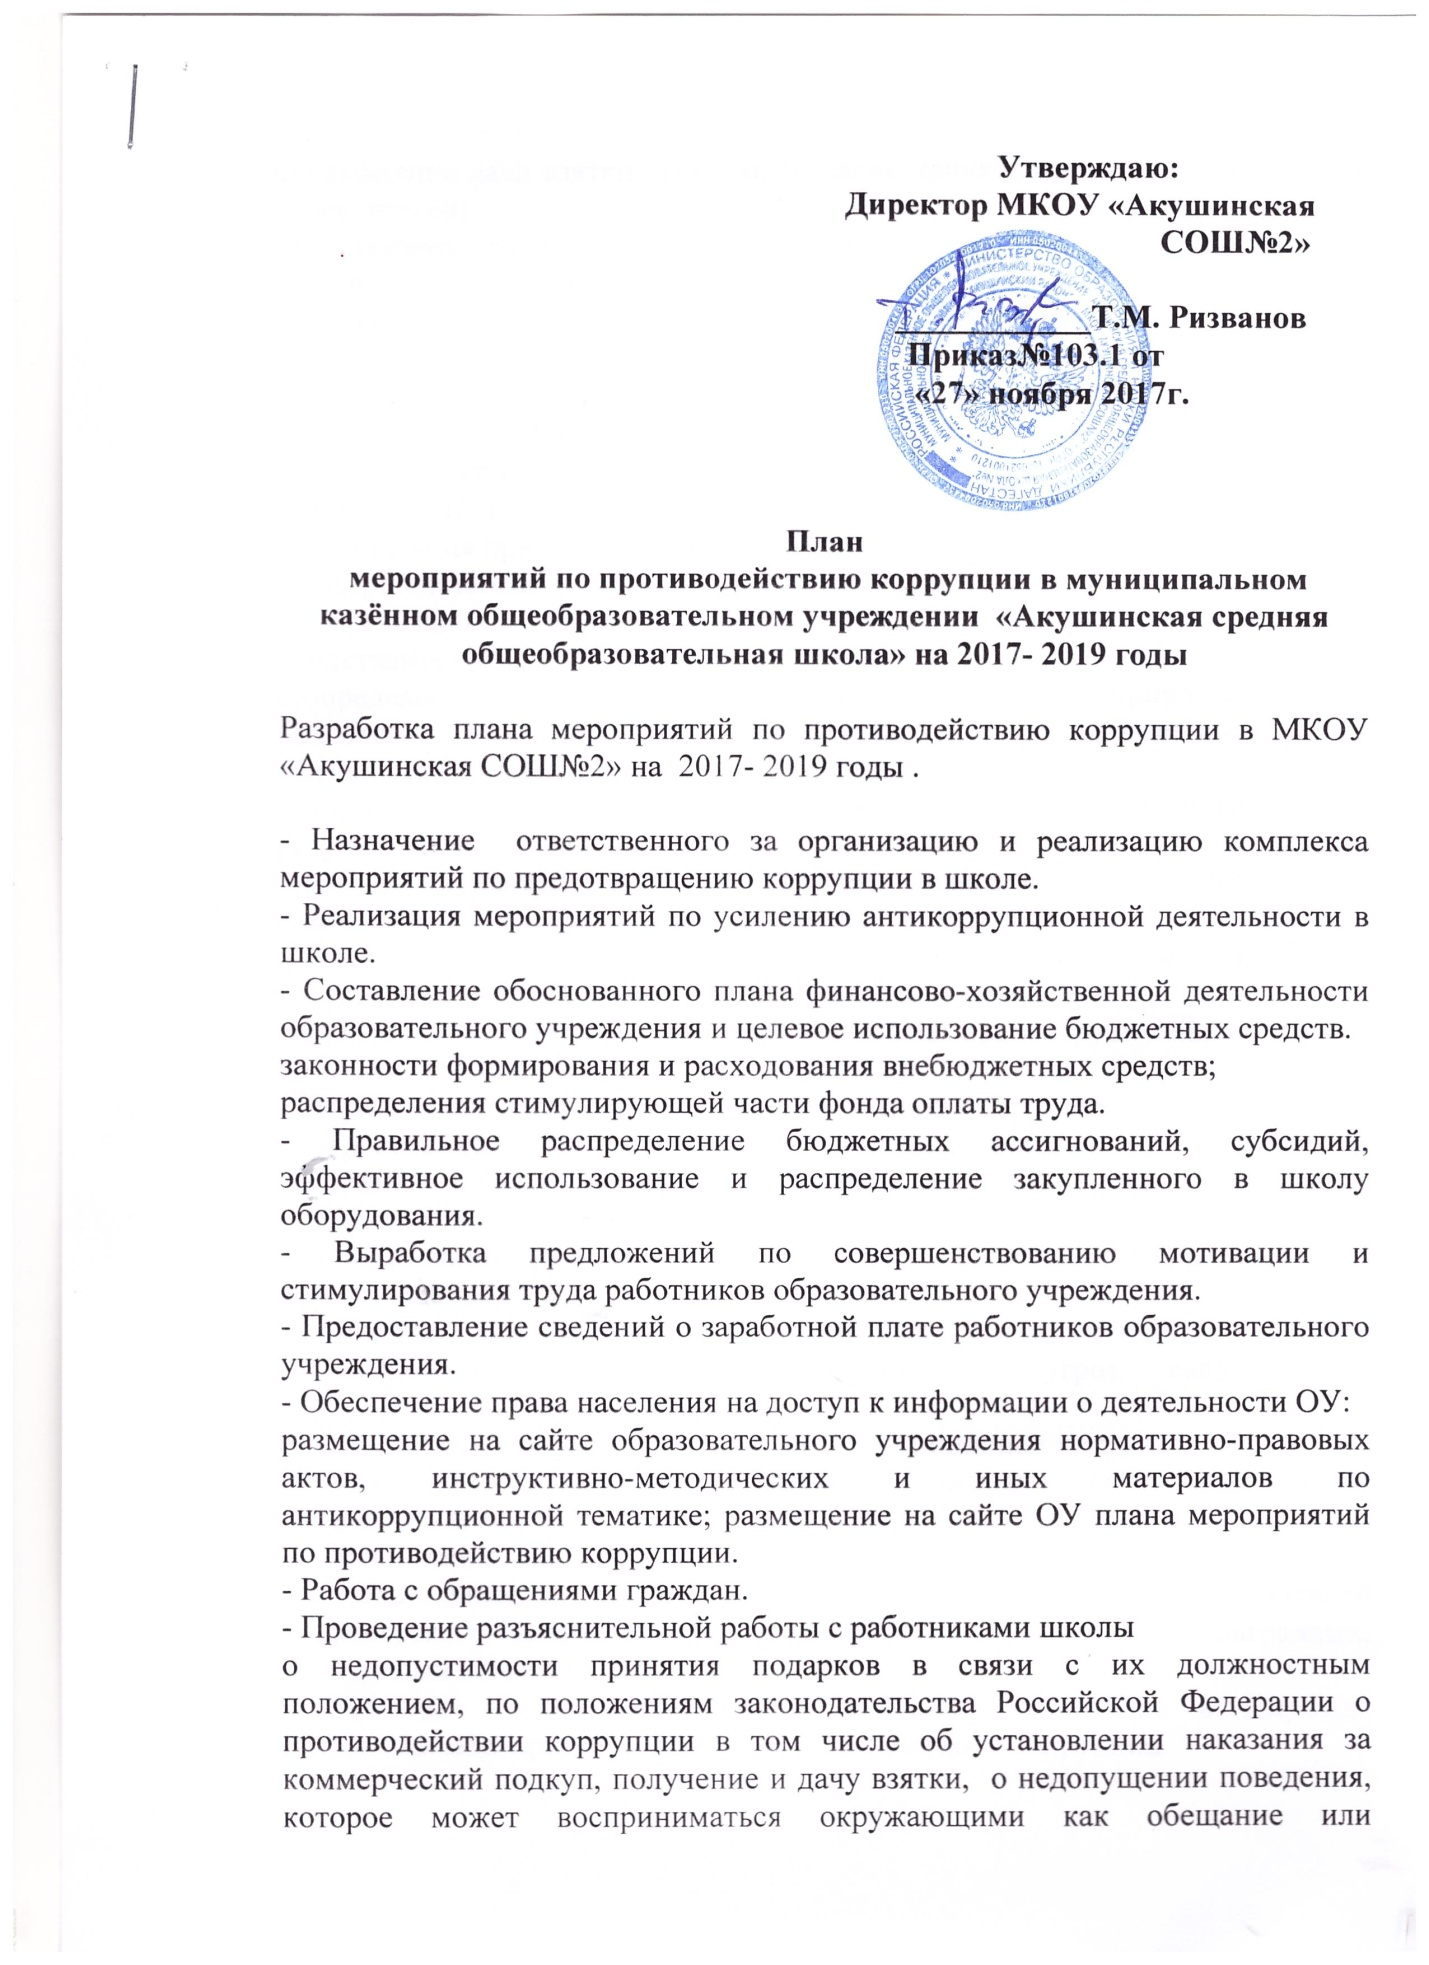 Утверждаю:
Директор МКОУ «Акушинская
СОШ№2»
____________Т.М. Ризванов
Приказ№103.1 от
«27» ноября 2017г.
План
мероприятий по противодействию коррупции в муниципальном
казённом общеобразовательном учреждении  «Акушинская средняя
общеобразовательная школа» на 2017- 2019 годы
Разработка плана мероприятий по противодействию коррупции в МКОУ
«Акушинская СОШ№2» на  2017- 2019 годы .
- Назначение  ответственного за организацию и реализацию комплекса
мероприятий по предотвращению коррупции в школе.
- Реализация мероприятий по усилению антикоррупционной деятельности в
школе.
- Составление обоснованного плана финансово-хозяйственной деятельности
образовательного учреждения и целевое использование бюджетных средств.
законности формирования и расходования внебюджетных средств;
распределения стимулирующей части фонда оплаты труда.
- Правильное распределение бюджетных ассигнований, субсидий,
эффективное использование и распределение закупленного в школу
оборудования.
- Выработка предложений по совершенствованию мотивации и
стимулирования труда работников образовательного учреждения.
- Предоставление сведений о заработной плате работников образовательного
учреждения.
- Обеспечение права населения на доступ к информации о деятельности ОУ:
размещение на сайте образовательного учреждения нормативно-правовых
актов, инструктивно-методических и иных материалов по
антикоррупционной тематике; размещение на сайте ОУ плана мероприятий
по противодействию коррупции.
- Работа с обращениями граждан.
- Проведение разъяснительной работы с работниками школы
о недопустимости принятия подарков в связи с их должностным
положением, по положениям законодательства Российской Федерации о
противодействии коррупции в том числе об установлении наказания за
коммерческий подкуп, получение и дачу взятки,  о недопущении поведения,
которое может восприниматься окружающими как обещание или
РОССИЙСКАЯ ФЕДЕРАЦИЯ * МИНИСТЕРСТВО ОБРАЗОВАНИЯ И НАУКИ РЕСПУБЛИКИ ДАГЕСТАН